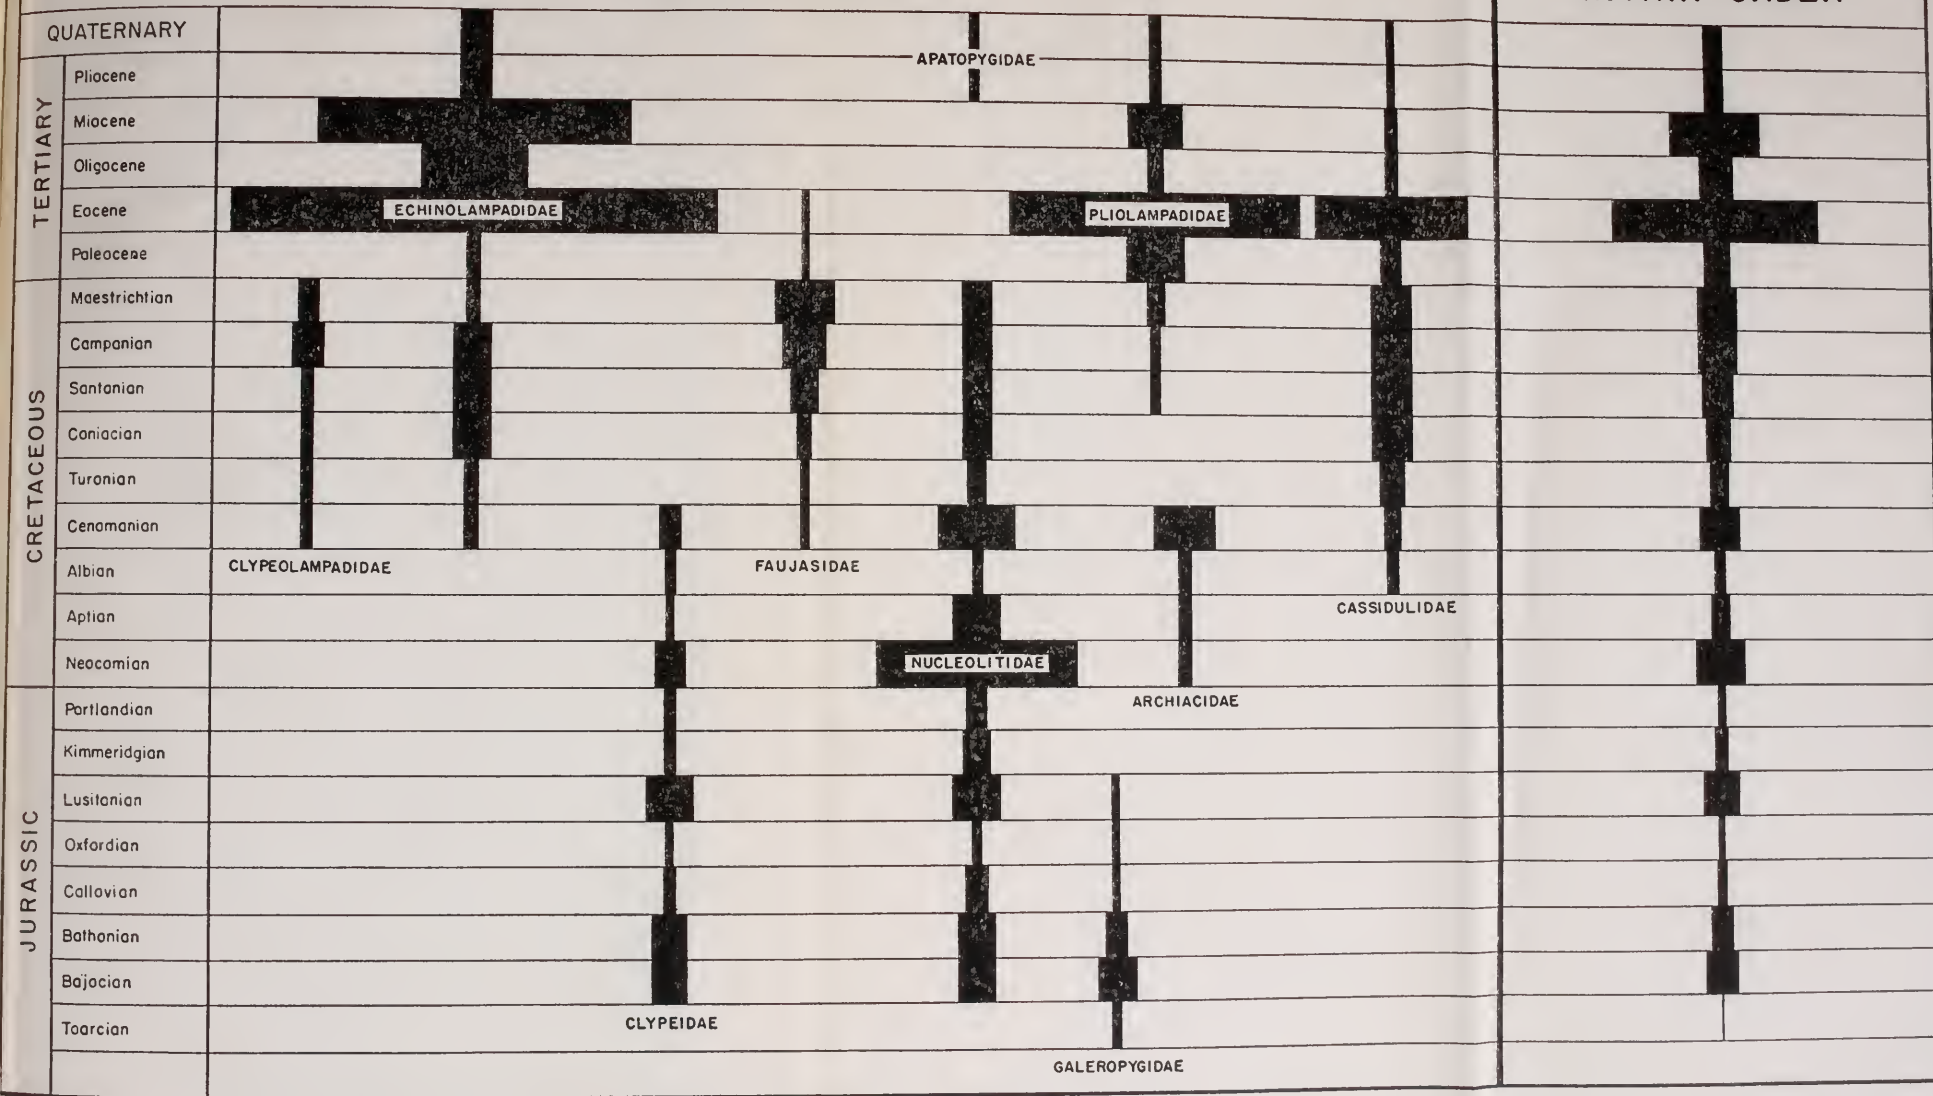 QUATERNARY
APATOPYGIDAE
TERTIARY
Pliocene
Miocene
Oligocene
Eocene
ECHINOLAMPADIDAE
PLIOLAMPADIDAE
Paleocene
CRETACEOUS
Maestrichtian
Campanian
Santonian
Coniacian
Turonian
Cenomanian
Albian
CLYPEOLAMPADIDAE
FAUJASIDAE
Aptian
CASSIDULIDAE
Neocomian
NUCLEOLITIDAE
JURASSIC
Portlandian
ARCHIACIDAE
Kimmeridgian
Lusitanian
Oxfordian
Callovian
Bathonian
Bajocian
Toarcian
CLYPEIDAE
GALEROPYGIDAE